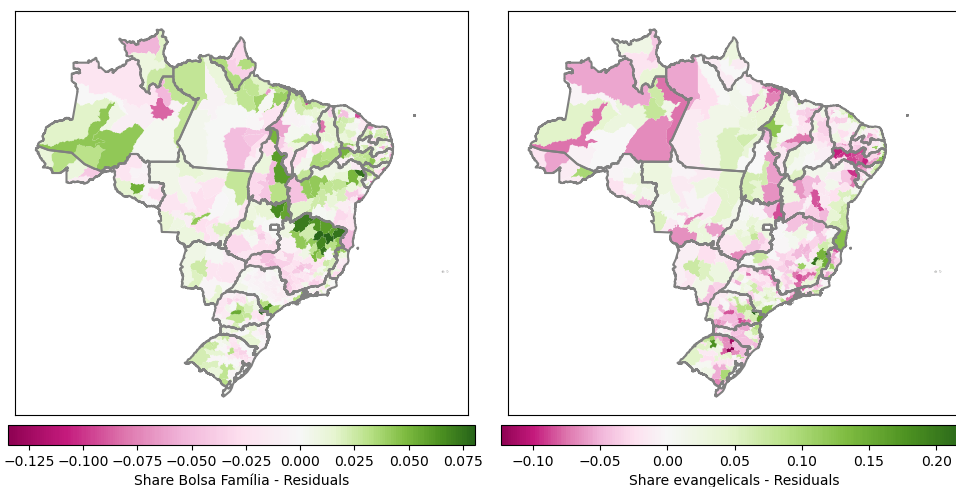 −0.125 −0.100 −0.075 −0.050 −0.025 0.000 0.025 0.050 0.075
Share Bolsa Família - Residuals
−0.10 −0.05 0.00 0.05 0.10 0.15 0.20
Share evangelicals - Residuals